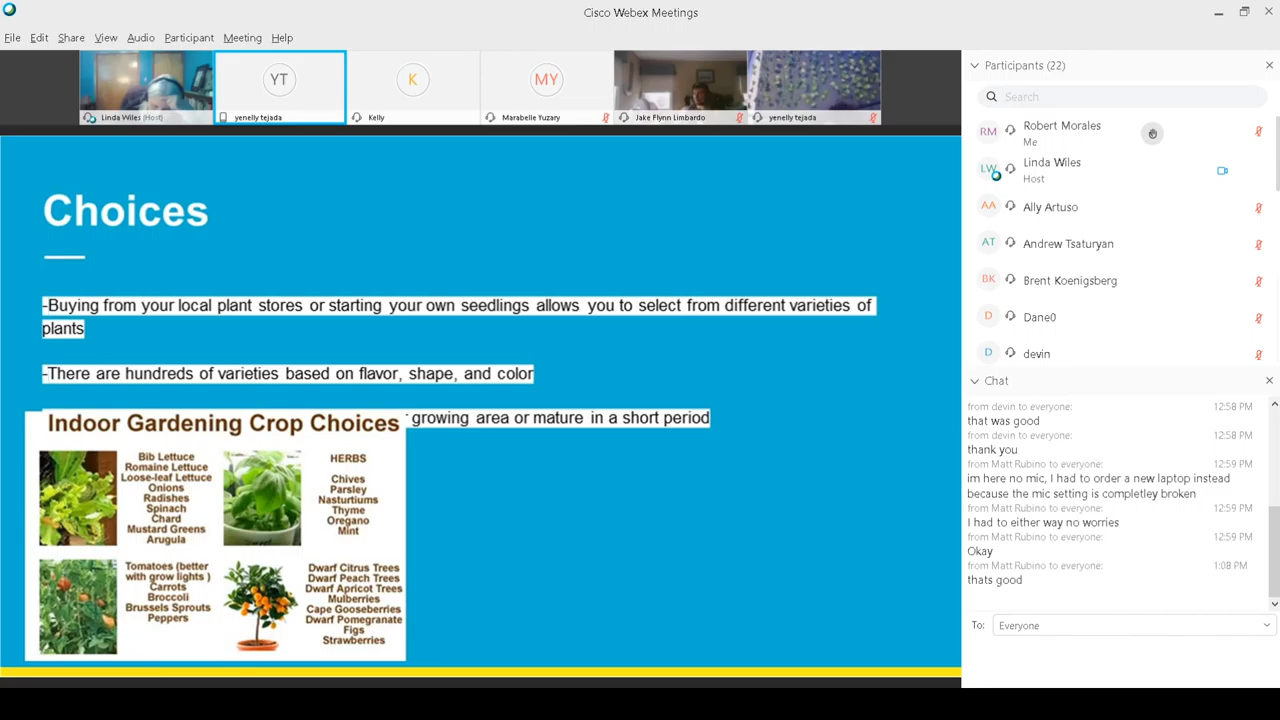 Cisco Webex Meetings
File Edit Share View Audio Participant Meeting Help
YT
K
MY
Linda Wiles (Host)
yenelly tejada
Kelly
Marabelle Yuzary
Jake Flynn Limbardo
yenelly tejada
Choices
-Buying from your local plant stores or starting your own seedlings allows you to select from different varieties of
plants
-There are hundreds of varieties based on flavor, shape, and color
growing area or mature in a short period
Indoor Gardening Crop Choices
Bib Lettuce
Romaine Lettuce
Loose-leaf Lettuce
Onions
Radishes
Spinach
Chard
Mustard Greens
Arugula
HERBS
Chives
Parsley
Nasturtiums
Thyme
Oregano
Mint
Tomatoes (better
with grow lights )
Carrots
Broccoli
Brussels Sprouts
Peppers
Dwarf Citrus Trees
Dwarf Peach Trees
Dwarf Apricot Trees
Mulberries
Cape Gooseberries
Dwarf Pomegranate
Figs
Strawberries
Participants (22)
Search
RM Robert Morales
Me
LW Linda Wiles
Host
AA Ally Artuso
AT Andrew Tsaturyan
BK Brent Koenigsberg
D Dane0
D devin
Chat
from devin to everyone: 12:58 PM
that was good
from devin to everyone: 12:58 PM
thank you
from Matt Rubino to everyone: 12:59 PM
im here no mic, I had to order a new laptop instead
because the mic setting is completley broken
from Matt Rubino to everyone: 12:59 PM
I had to either way no worries
from Matt Rubino to everyone: 12:59 PM
Okay
from Matt Rubino to everyone: 1:08 PM
thats good
To: Everyone